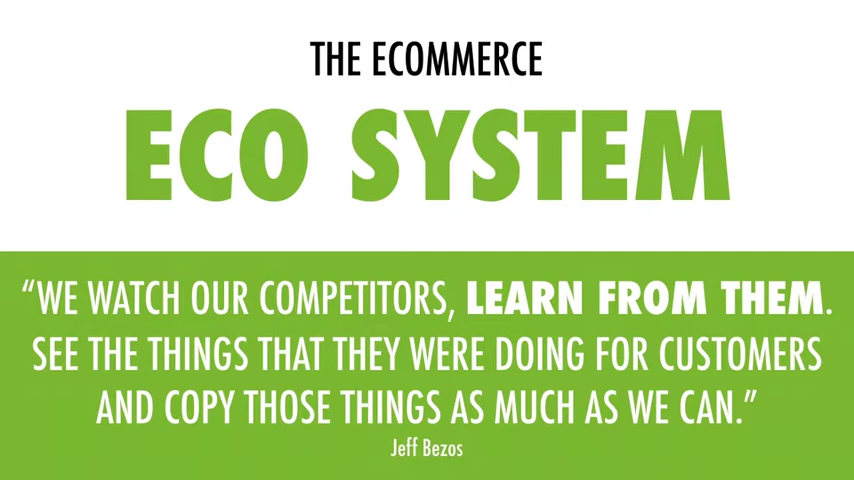 THE ECOMMERCE
ECO SYSTEM
“WE WATCH OUR COMPETITORS, LEARN FROM THEM.
SEE THE THINGS THAT THEY WERE DOING FOR CUSTOMERS
AND COPY THOSE THINGS AS MUCH AS WE CAN.”
Jeff Bezos